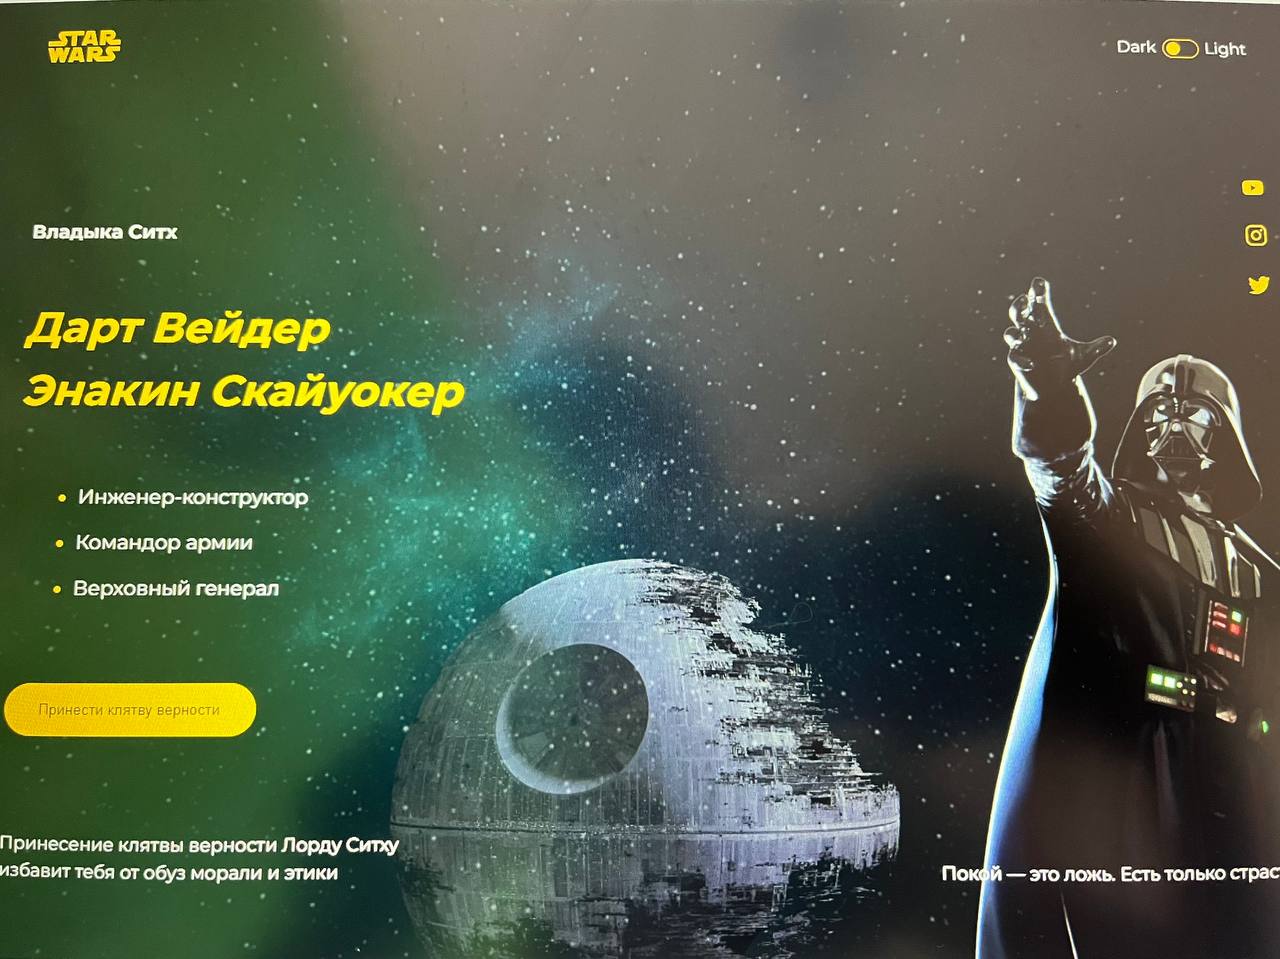 STAR
WARS
Dark Light
Владыка Ситх
Дарт Вейдер
Энакин Скайуокер
Инженер-конструктор
Командор армии
Верховный генерал
Принести клятву верности
Принесение клятвы верности Лорду Ситху
избавит тебя от обуз морали и этики
Покой — это ложь. Есть только страс